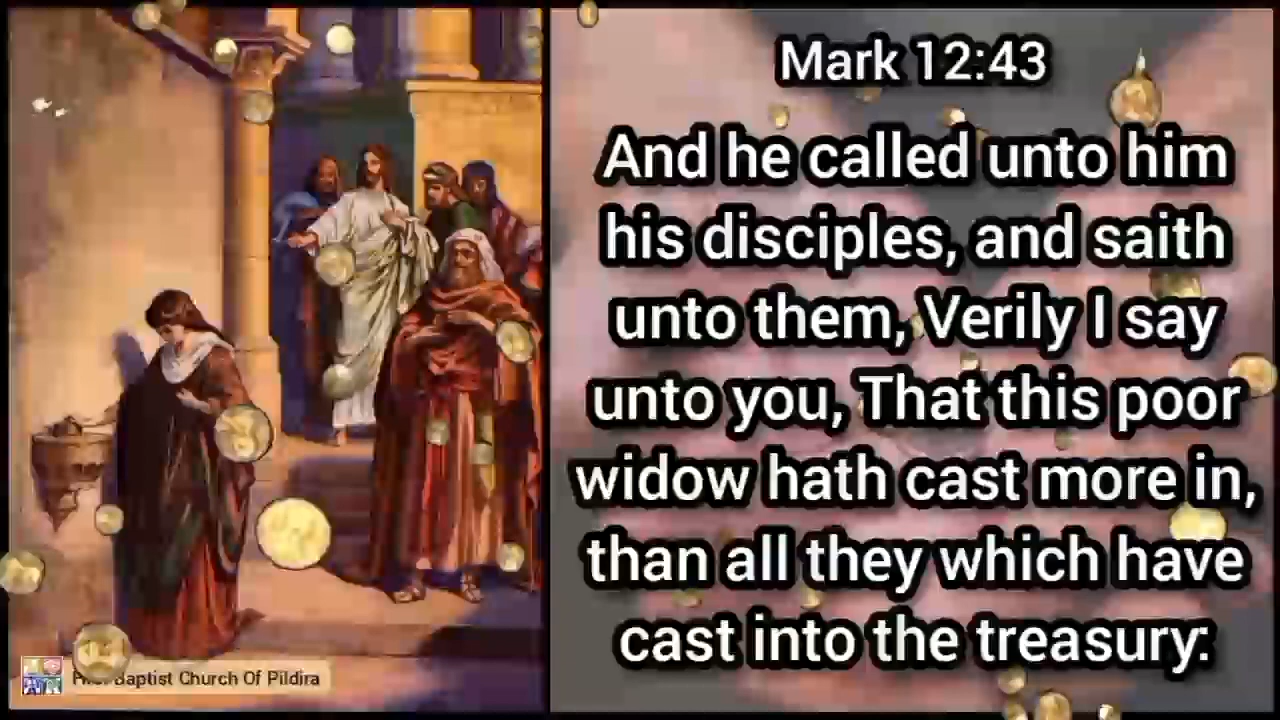 Mark 12:43
And he called unto him
his disciples, and saith
unto them, Verily I say
unto you, That this poor
widow hath cast more in,
than all they which have
cast into the treasury:
Baptist Church Of Pildira